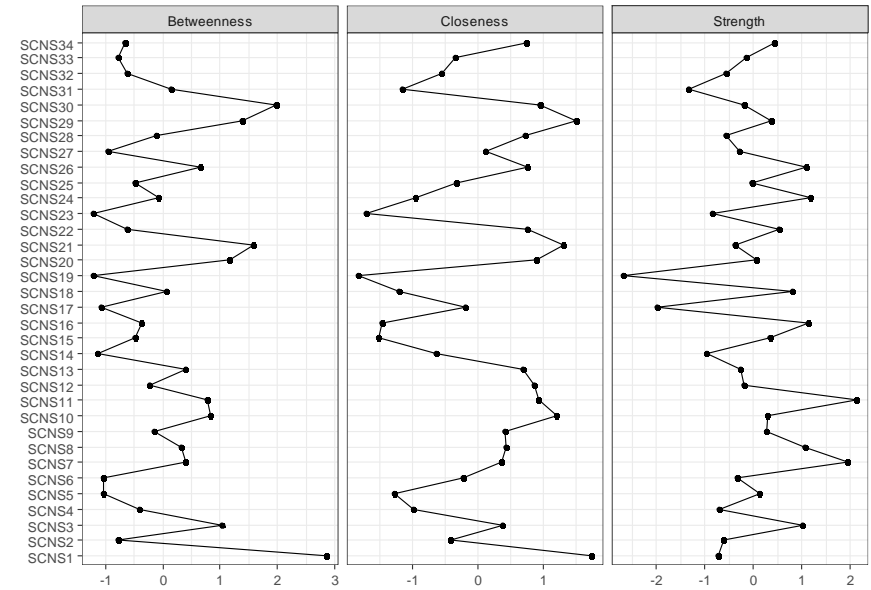 Betweenness Closeness Strength
SCNS34
SCNS33
SCNS32
SCNS31
SCNS30
SCNS29
SCNS28
SCNS27
SCNS26
SCNS25
SCNS24
SCNS23
SCNS22
SCNS21
SCNS20
SCNS19
SCNS18
SCNS17
SCNS16
SCNS15
SCNS14
SCNS13
SCNS12
SCNS11
SCNS10
SCNS9
SCNS8
SCNS7
SCNS6
SCNS5
SCNS4
SCNS3
SCNS2
SCNS1
-1 0 1 2 3 -1 0 1 -2 -1 0 1 2